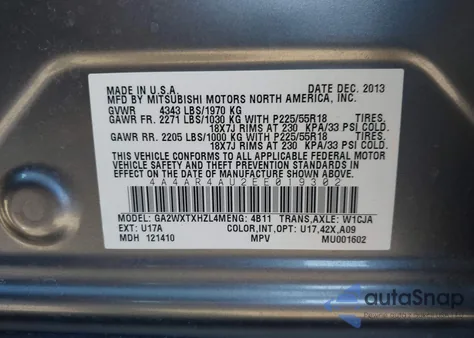 MADE IN U.S.A. DATE DEC. 2013
MFD BY MITSUBISHI MOTORS NORTH AMERICA, INC.
GVWR 4343 LBS/1970 KG
GAWR FR. 2271 LBS/1030 KG WITH P225/55R18 TIRES,
18X7J RIMS AT 230 KPA/33 PSI COLD.
GAWR RR. 2205 LBS/1000 KG WITH P225/55R18 TIRES,
18X7J RIMS AT 230 KPA/33 PSI COLD.
THIS VEHICLE CONFORMS TO ALL APPLICABLE FEDERAL MOTOR
VEHICLE SAFETY AND THEFT PREVENTION STANDARDS IN
EFFECT ON THE DATE OF MANUFACTURE SHOWN ABOVE.
4A4AR4AU2EE019302
MODEL: GA2WXTXHZL4MENG: 4B11 TRANS,AXLE: W1CJA
EXT: U17A COLOR,INT,OPT: U17,42X,A09
MDH 121410 MPV MU001602
autoSnap